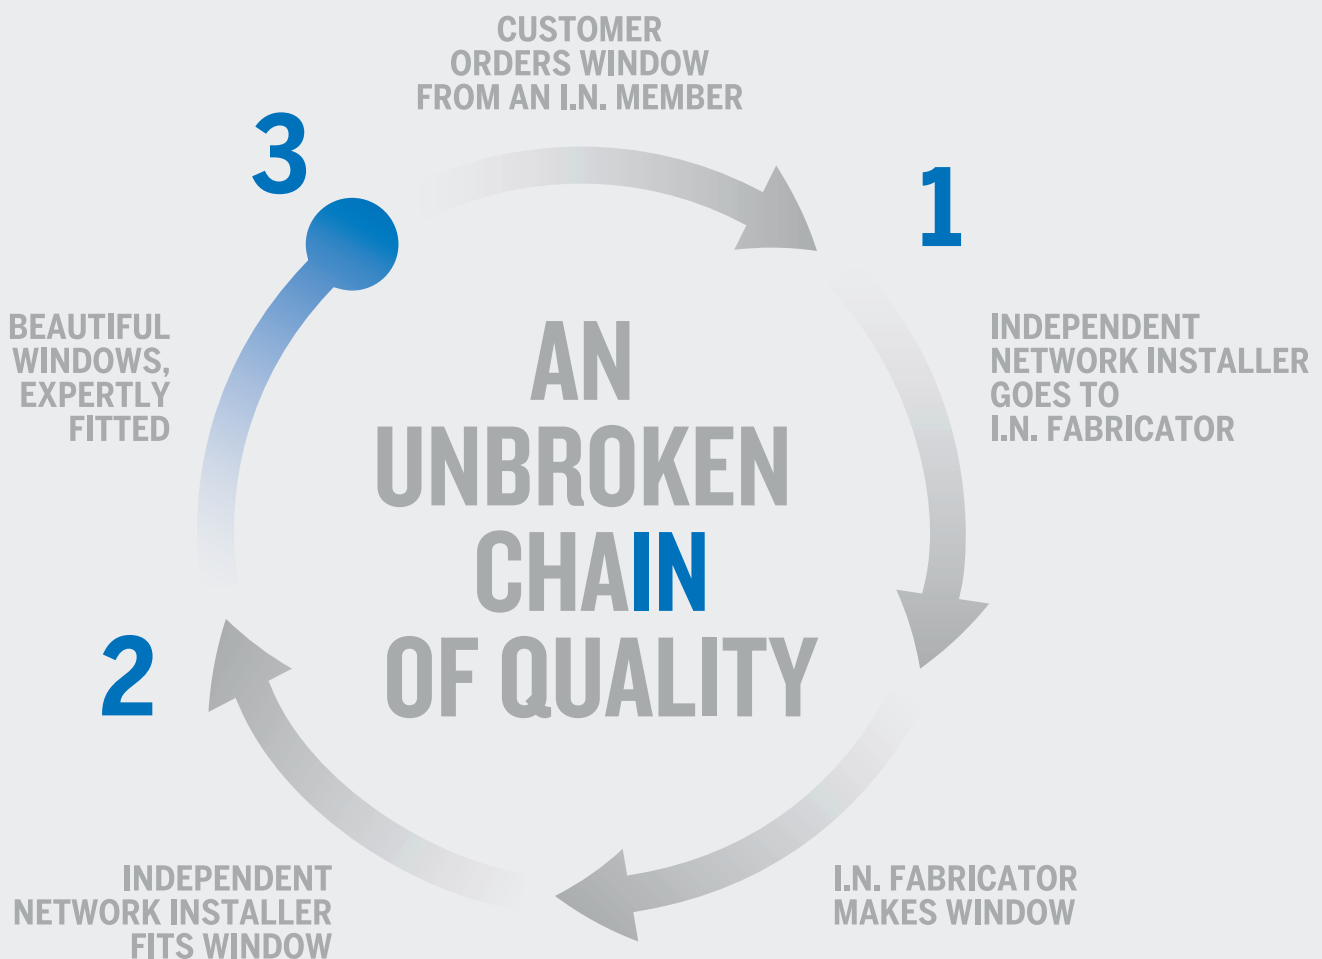 CUSTOMER
ORDERS WINDOW
FROM AN I.N. MEMBER
3
1
BEAUTIFUL
WINDOWS,
EXPERTLY
FITTED
INDEPENDENT
NETWORK INSTALLER
GOES TO
I.N. FABRICATOR
AN
UNBROKEN
CHAIN
OF QUALITY
2
INDEPENDENT
NETWORK INSTALLER
FITS WINDOW
I.N. FABRICATOR
MAKES WINDOW